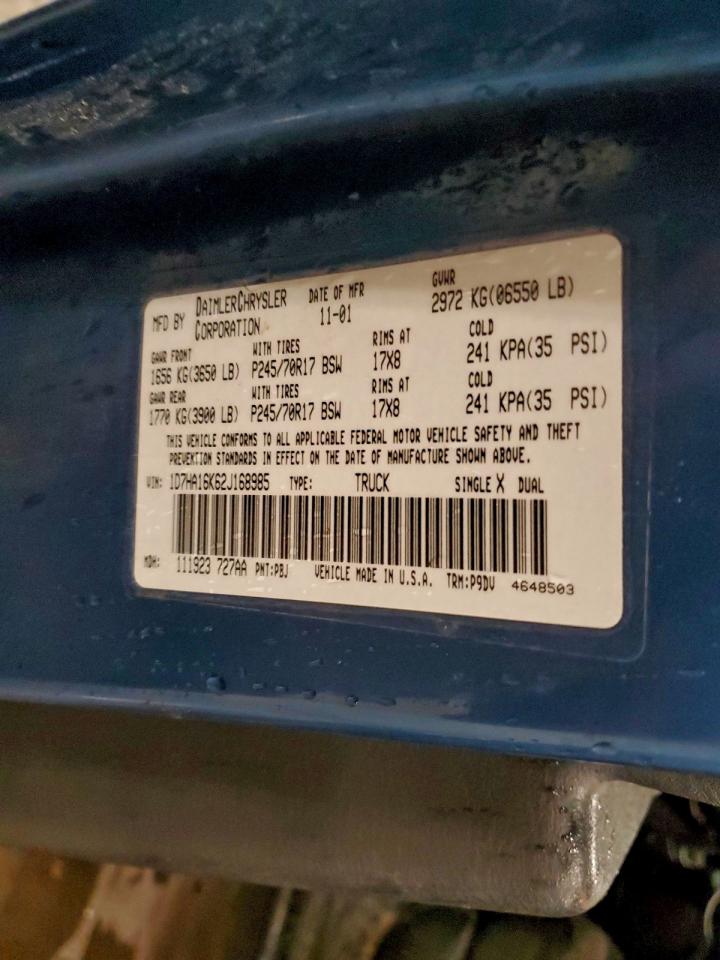 MFD BY DAIMLERCHRYSLER CORPORATION DATE OF MFR 11-01 GVWR 2972 KG(06550 LB)
GAWR FRONT WITH TIRES RIMS AT COLD
1656 KG(3650 LB) P245/70R17 BSW 17X8 241 KPA(35 PSI)
GAWR REAR WITH TIRES RIMS AT COLD
1770 KG(3900 LB) P245/70R17 BSW 17X8 241 KPA(35 PSI)
THIS VEHICLE CONFORMS TO ALL APPLICABLE FEDERAL MOTOR VEHICLE SAFETY AND THEFT
PREVENTION STANDARDS IN EFFECT ON THE DATE OF MANUFACTURE SHOWN ABOVE.
VIN: 1D7HA16K62J168985 TYPE: TRUCK SINGLE X DUAL
MDH: 111923 727AA PNT:PBJ VEHICLE MADE IN U.S.A. TRM:P9DV 4648503